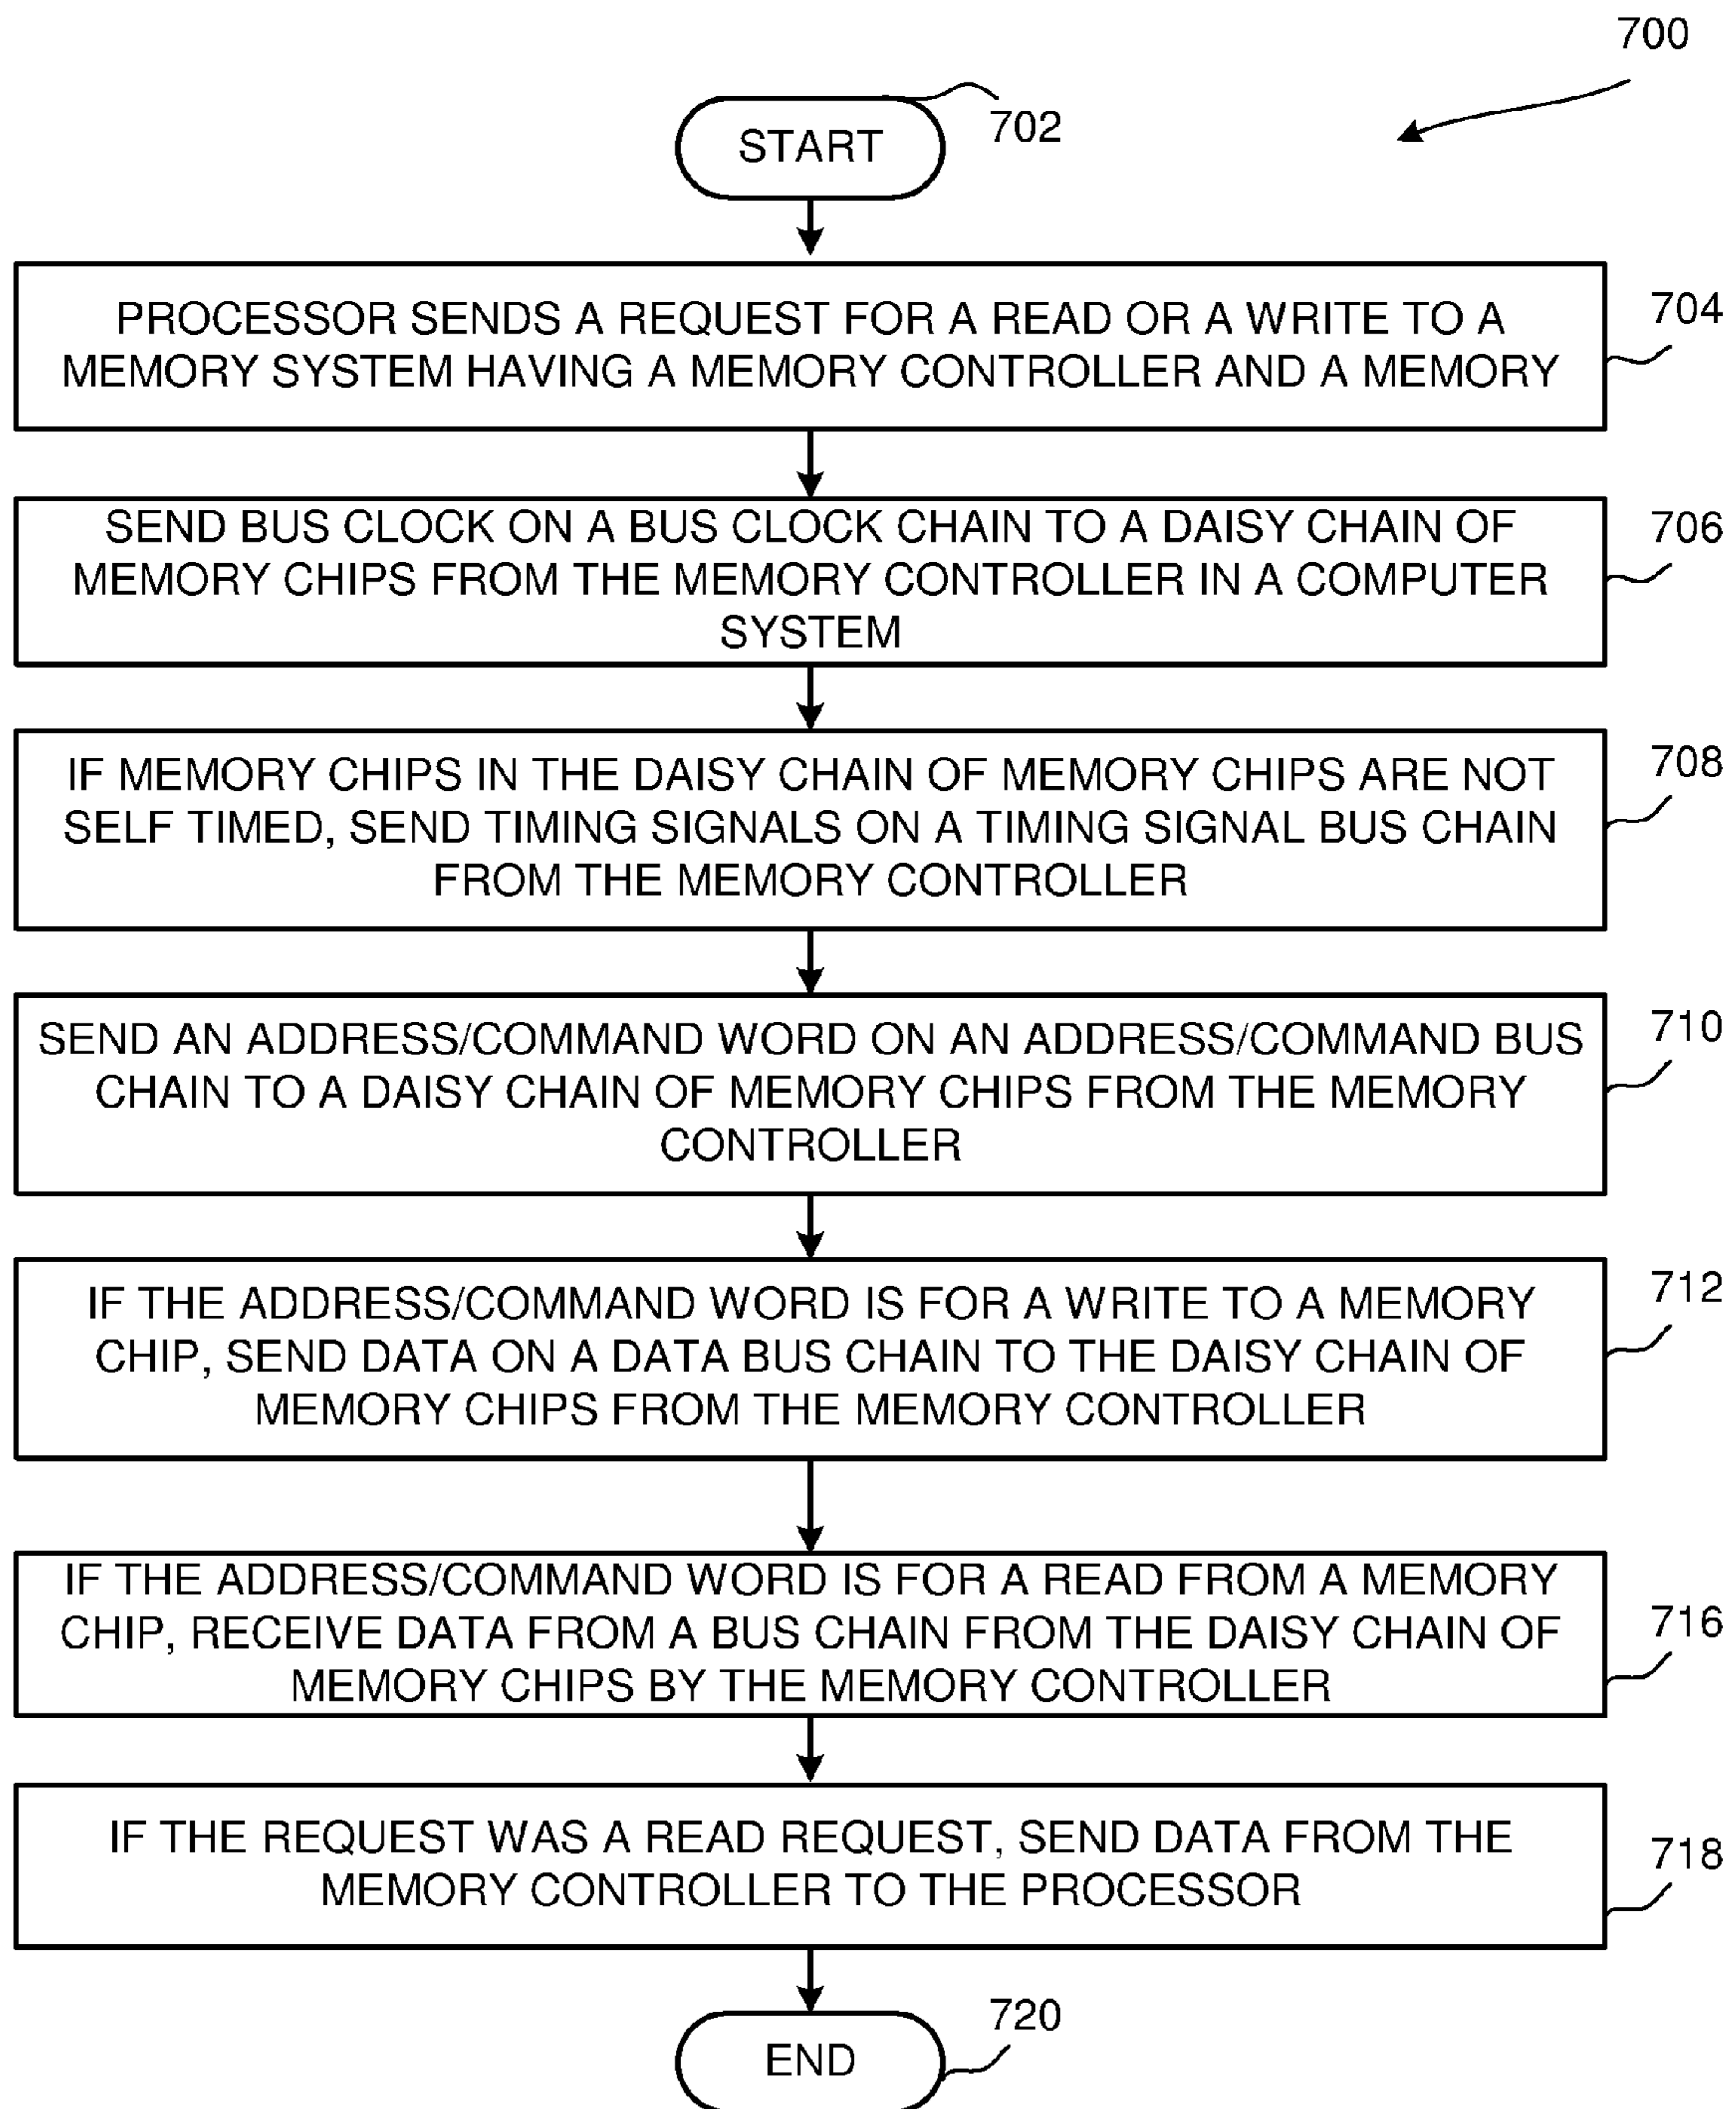 700
START
702
PROCESSOR SENDS A REQUEST FOR A READ OR A WRITE TO A
MEMORY SYSTEM HAVING A MEMORY CONTROLLER AND A MEMORY
704
SEND BUS CLOCK ON A BUS CLOCK CHAIN TO A DAISY CHAIN OF
MEMORY CHIPS FROM THE MEMORY CONTROLLER IN A COMPUTER
SYSTEM
706
IF MEMORY CHIPS IN THE DAISY CHAIN OF MEMORY CHIPS ARE NOT
SELF TIMED, SEND TIMING SIGNALS ON A TIMING SIGNAL BUS CHAIN
FROM THE MEMORY CONTROLLER
708
SEND AN ADDRESS/COMMAND WORD ON AN ADDRESS/COMMAND BUS
CHAIN TO A DAISY CHAIN OF MEMORY CHIPS FROM THE MEMORY
CONTROLLER
710
IF THE ADDRESS/COMMAND WORD IS FOR A WRITE TO A MEMORY
CHIP, SEND DATA ON A DATA BUS CHAIN TO THE DAISY CHAIN OF
MEMORY CHIPS FROM THE MEMORY CONTROLLER
712
IF THE ADDRESS/COMMAND WORD IS FOR A READ FROM A MEMORY
CHIP, RECEIVE DATA FROM A BUS CHAIN FROM THE DAISY CHAIN OF
MEMORY CHIPS BY THE MEMORY CONTROLLER
716
IF THE REQUEST WAS A READ REQUEST, SEND DATA FROM THE
MEMORY CONTROLLER TO THE PROCESSOR
718
END
720